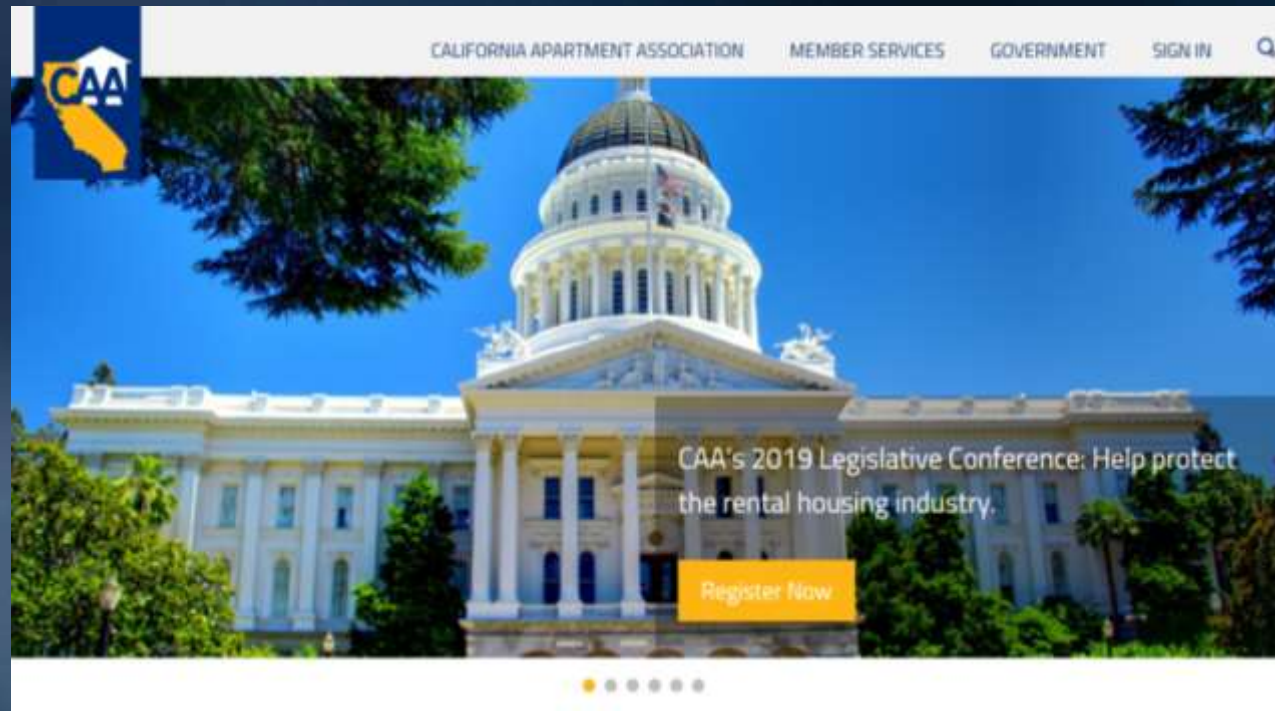 CAA
CALIFORNIA APARTMENT ASSOCIATION MEMBER SERVICES GOVERNMENT SIGN IN
CAA's 2019 Legislative Conference: Help protect
the rental housing industry.
Register Now